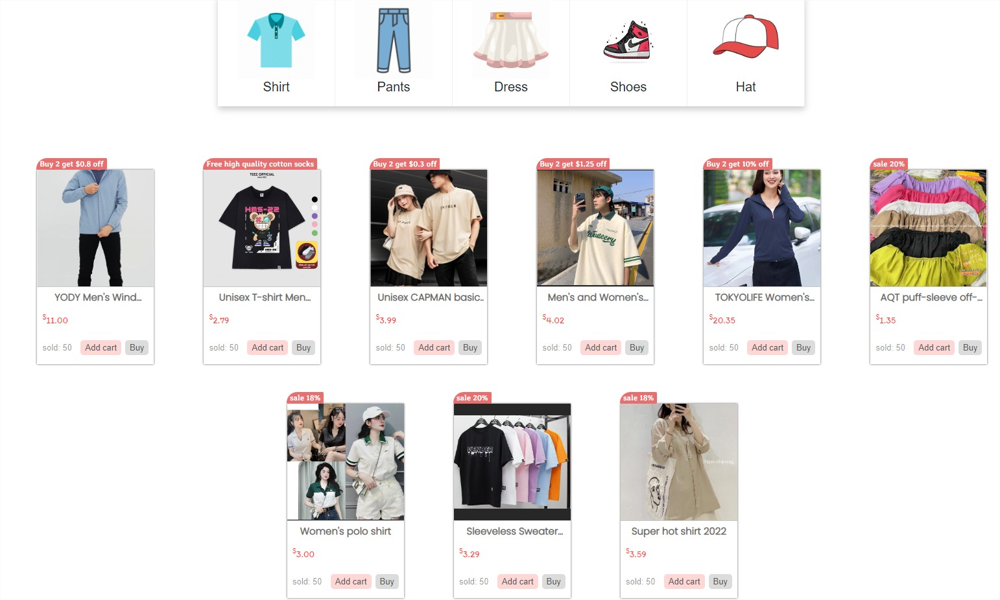 Shirt
Pants
Dress
Shoes
Hat
Buy 2 get $0.8 off
YODY Men's Wind...
$11.00
sold: 50 Add cart Buy
Free high quality cotton socks
TEEZ OFFICIAL
HMS-22
Unisex T-shirt Men...
$2.79
sold: 50 Add cart Buy
Buy 2 get $0.3 off
CAPMAN
Unisex CAPMAN basic..
$3.99
sold: 50 Add cart Buy
Buy 2 get $1.25 off
Men's and Women's...
$4.02
sold: 50 Add cart Buy
Buy 2 get 10% off
TOKYOLIFE Women's...
$20.35
sold: 50 Add cart Buy
sale 20%
AQT puff-sleeve off-...
$1.35
sold: 50 Add cart Buy
sale 18%
Women's polo shirt
$3.00
sold: 50 Add cart Buy
sale 20%
VENDER
Sleeveless Sweater...
$3.29
sold: 50 Add cart Buy
sale 18%
Super hot shirt 2022
$3.59
sold: 50 Add cart Buy